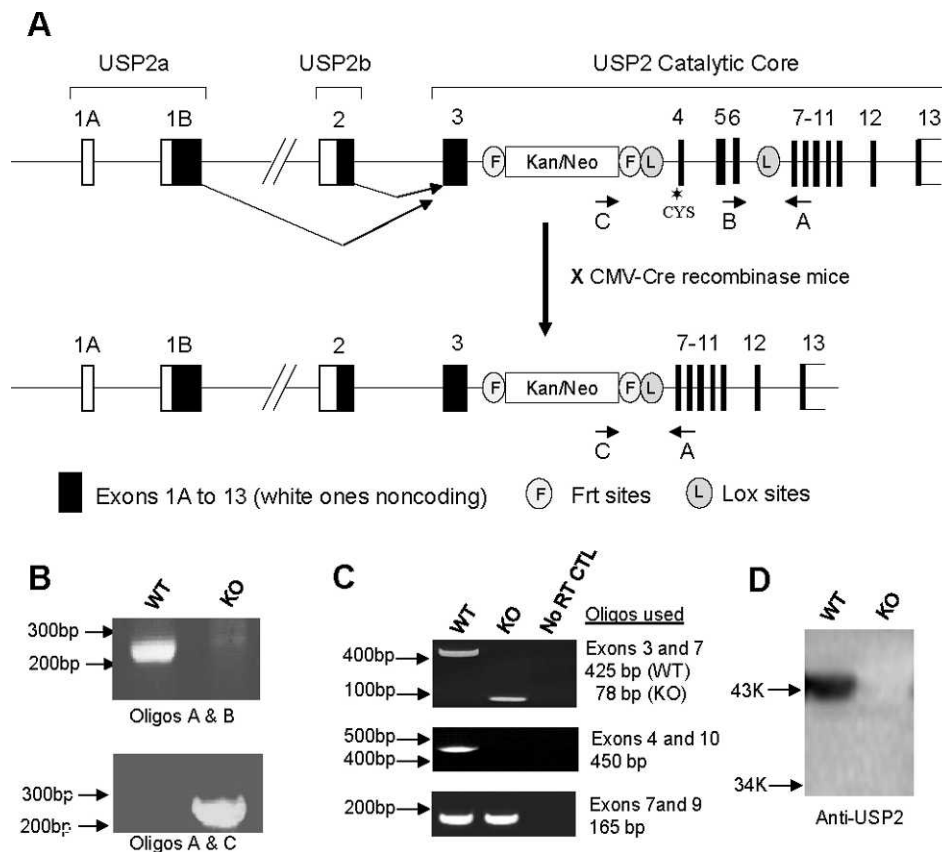 A
USP2a USP2b USP2 Catalytic Core
1A 1B 2 3 4 5 6 7-11 12 13
F Kan/Neo F L L
C CYS B A
X CMV-Cre recombinase mice
1A 1B 2 3 7-11 12 13
F Kan/Neo F L
C A
Exons 1A to 13 (white ones noncoding) F Frt sites L Lox sites
B
WT KO
300bp
200bp
Oligos A & B
300bp
200bp
Oligos A & C
C
WT KO No RT CTL
Oligos used
400bp
100bp
Exons 3 and 7
425 bp (WT)
78 bp (KO)
500bp
400bp
Exons 4 and 10
450 bp
200bp
Exons 7and 9
165 bp
D
WT KO
43K
34K
Anti-USP2